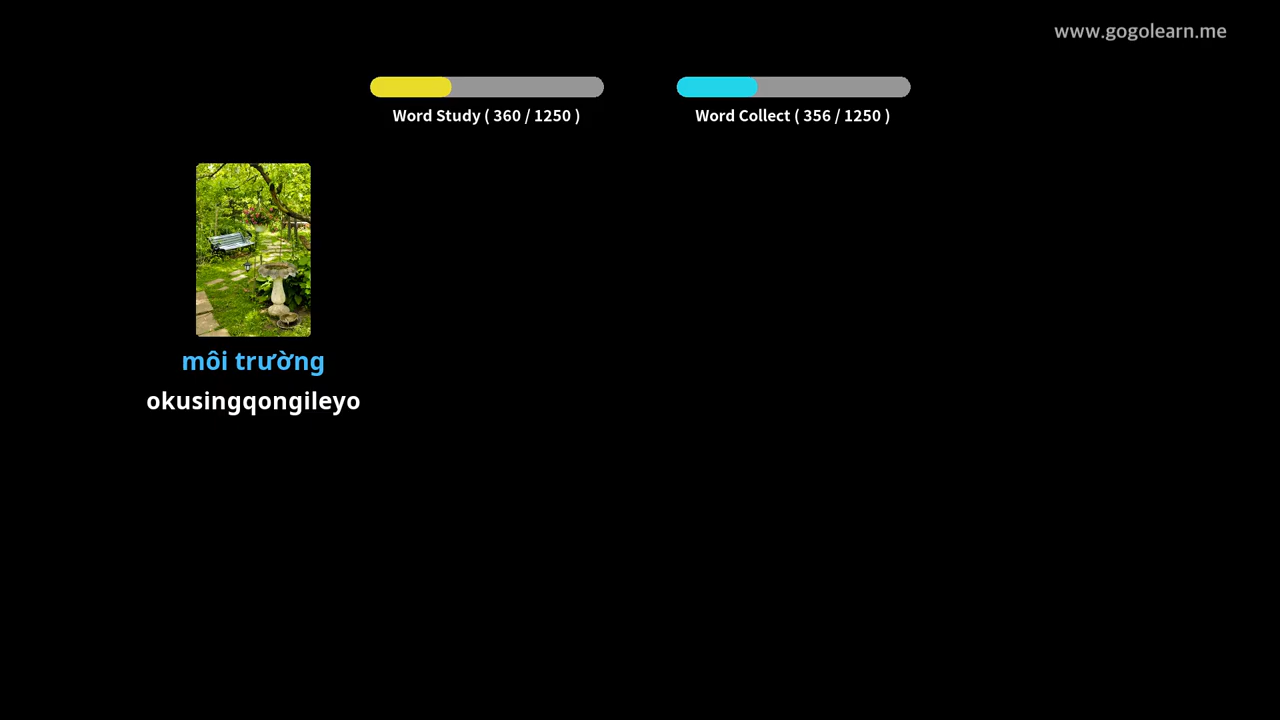 www.gogolearn.me
Word Study ( 360 / 1250 )
Word Collect ( 356 / 1250 )
môi trường
okusingqongileyo